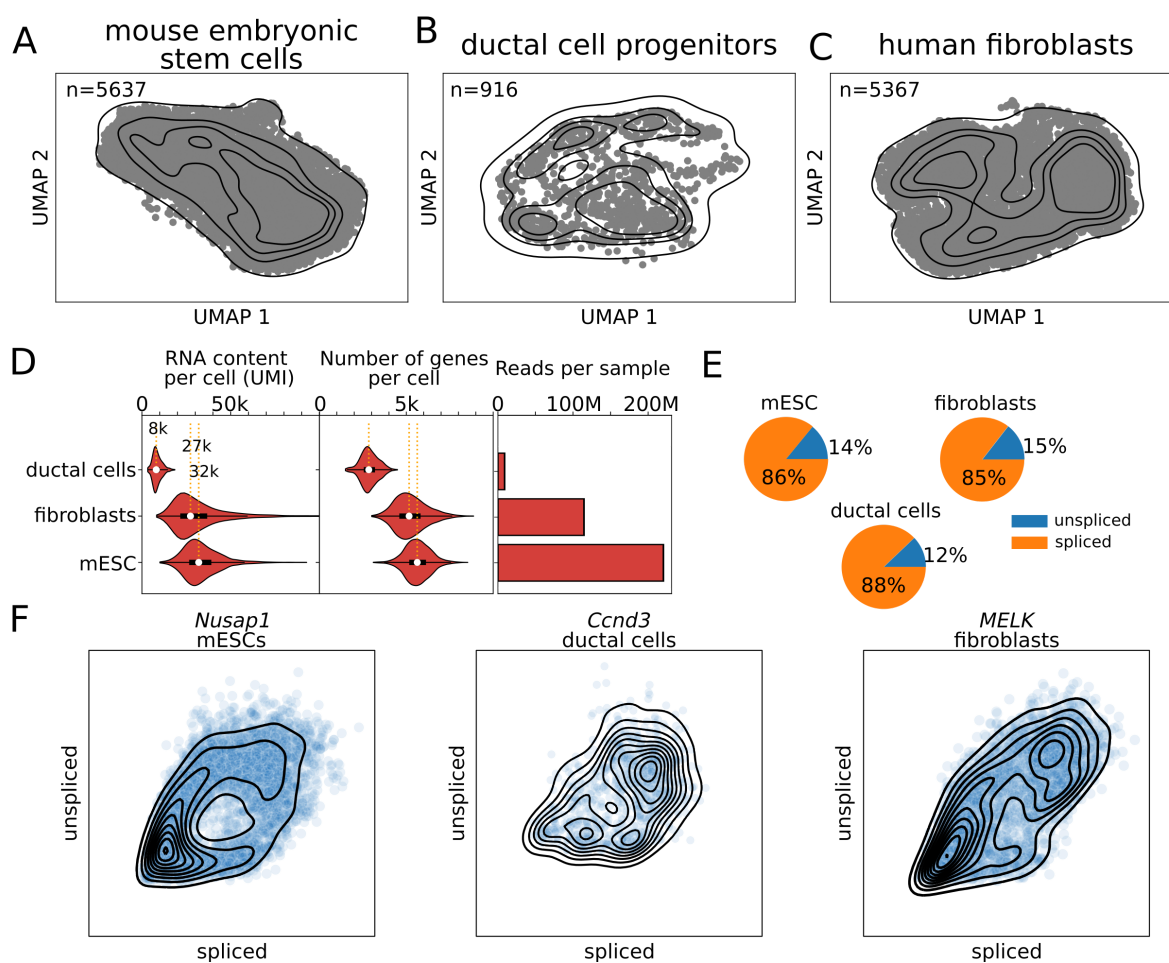 A
mouse embryonic
stem cells
n=5637
UMAP 2
UMAP 1
B
ductal cell progenitors
n=916
UMAP 2
UMAP 1
C
human fibroblasts
n=5367
UMAP 2
UMAP 1
D
RNA content
per cell (UMI)
0 50k
Number of genes
per cell
0 5k
Reads per sample
0 100M 200M
8k
27k
32k
ductal cells
fibroblasts
mESC
E
mESC
14%
86%
fibroblasts
15%
85%
ductal cells
12%
88%
unspliced
spliced
F
Nusap1
mESCs
unspliced
spliced
Ccnd3
ductal cells
unspliced
spliced
MELK
fibroblasts
unspliced
spliced